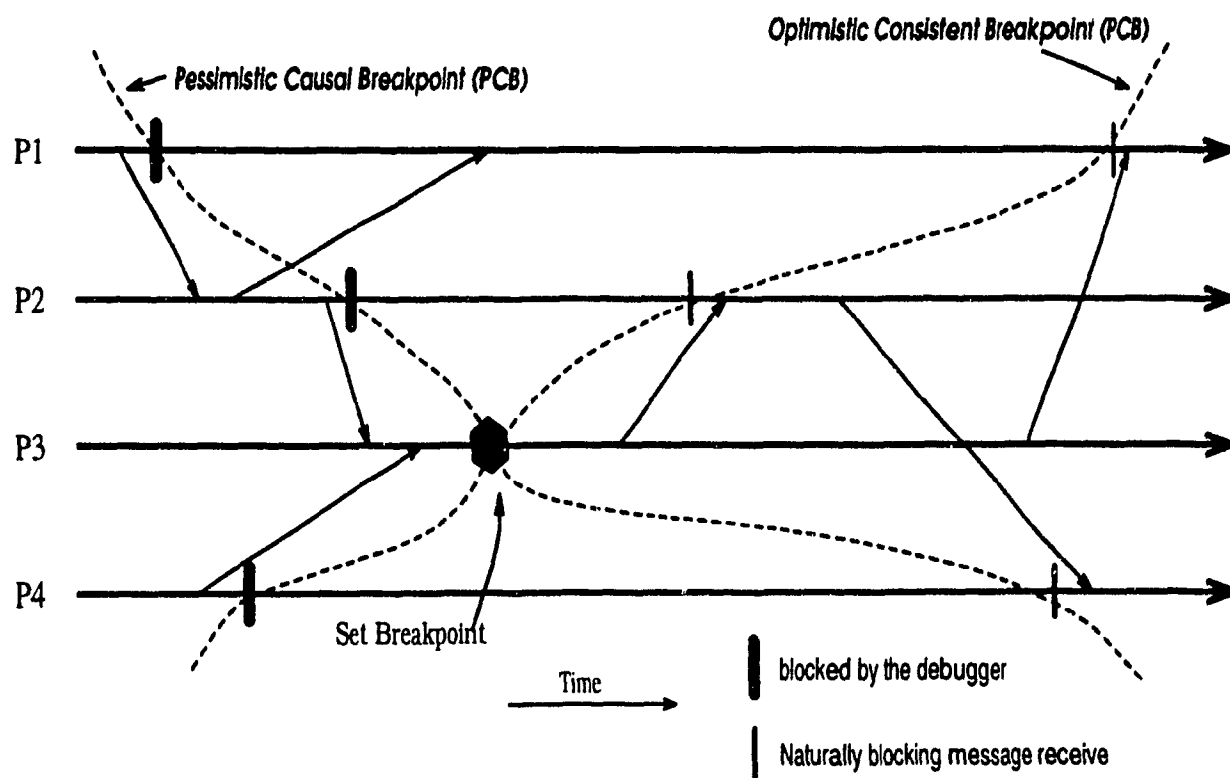 Optimistic Consistent Breakpoint (PCB)
Pessimistic Causal Breakpoint (PCB)
P1
P2
P3
P4
Set Breakpoint
Time
blocked by the debugger
Naturally blocking message receive